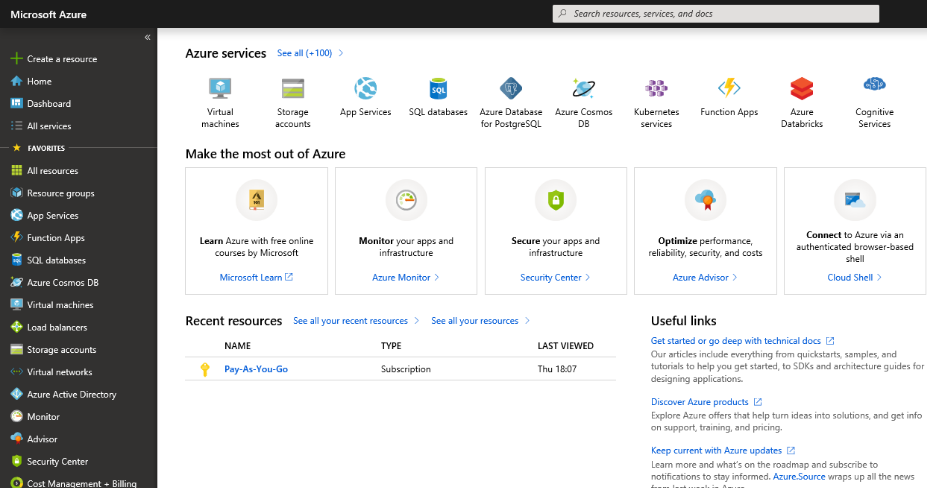 Microsoft Azure
Search resources, services, and docs
«
Create a resource
Home
Dashboard
All services
FAVORITES
All resources
Resource groups
App Services
Function Apps
SQL databases
Azure Cosmos DB
Virtual machines
Load balancers
Storage accounts
Virtual networks
Azure Active Directory
Monitor
Advisor
Security Center
Cost Management + Billing
Azure services
See all (+100)
Virtual
machines
Storage
accounts
App Services
SQL
SQL databases
Azure Database
for PostgreSQL
Azure Cosmos
DB
Kubernetes
services
Function Apps
Azure
Databricks
Cognitive
Services
Make the most out of Azure
Learn Azure with free online
courses by Microsoft
Microsoft Learn
Monitor your apps and
infrastructure
Azure Monitor
Secure your apps and
infrastructure
Security Center
Optimize performance,
reliability, security, and costs
Azure Advisor
Connect to Azure via an
authenticated browser-based
shell
Cloud Shell
Recent resources
See all your recent resources
See all your resources
NAME TYPE LAST VIEWED
Pay-As-You-Go Subscription Thu 18:07
Useful links
Get started or go deep with technical docs
Our articles include everything from quickstarts, samples, and
tutorials to help you get started, to SDKs and architecture guides for
designing applications.
Discover Azure products
Explore Azure offers that help turn ideas into solutions, and get info
on support, training, and pricing.
Keep current with Azure updates
Learn more and what's on the roadmap and subscribe to
notifications to stay informed. Azure.Source wraps up all the news
from last week in Azure.